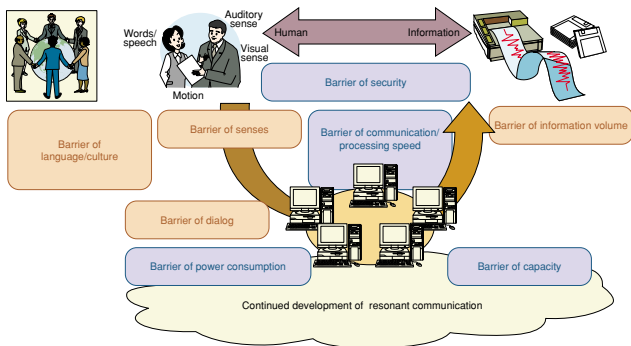 Auditory
sense
Words/
speech
Visual
sense
Motion
Human
Information
Barrier of security
Barrier of
language/culture
Barrier of senses
Barrier of communication/
processing speed
Barrier of information volume
Barrier of dialog
Barrier of power consumption
Barrier of capacity
Continued development of resonant communication